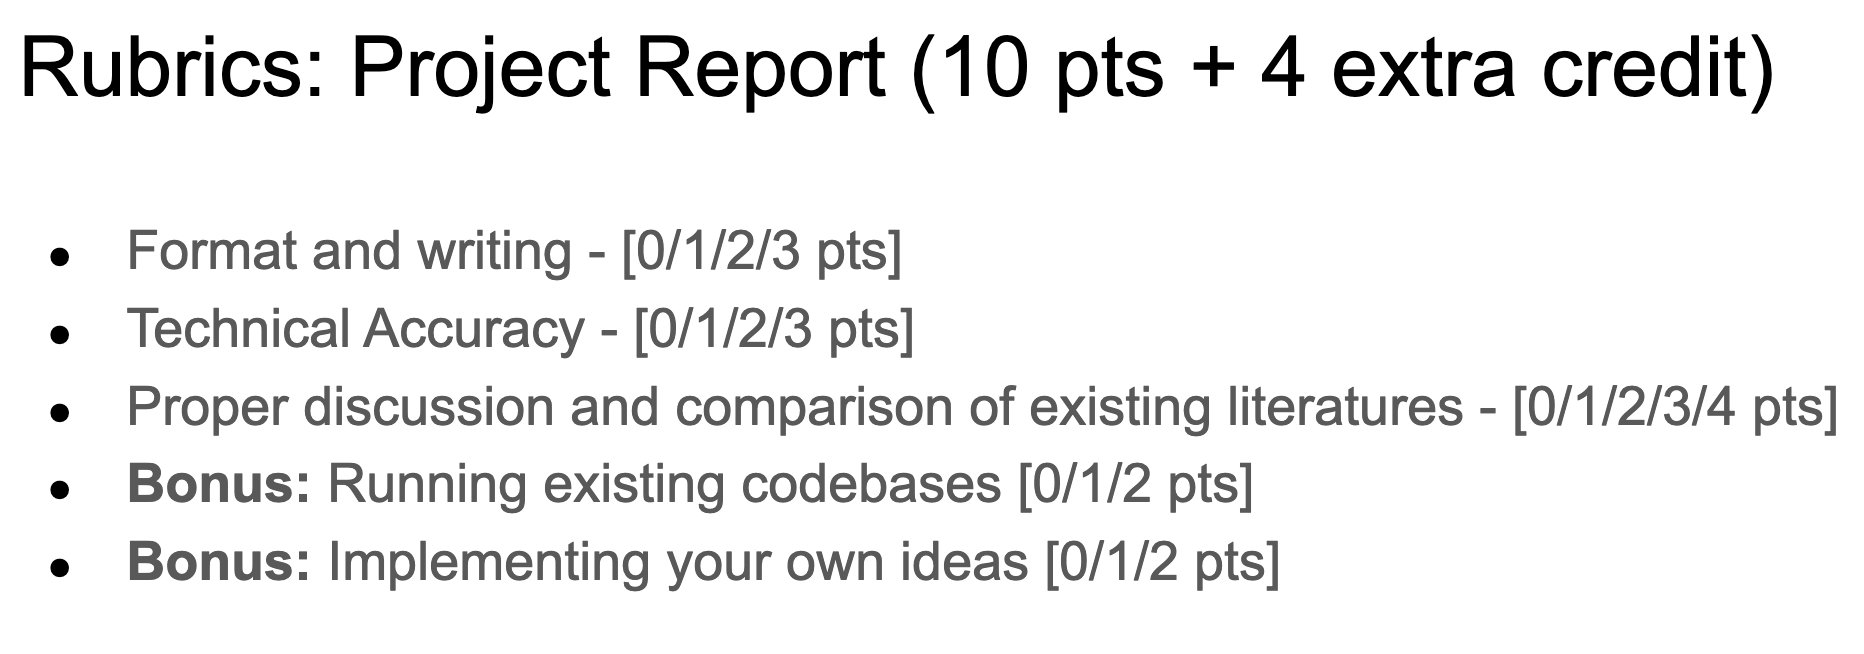 Rubrics: Project Report (10 pts + 4 extra credit)
● Format and writing - [0/1/2/3 pts]
● Technical Accuracy - [0/1/2/3 pts]
● Proper discussion and comparison of existing literatures - [0/1/2/3/4 pts]
● Bonus: Running existing codebases [0/1/2 pts]
● Bonus: Implementing your own ideas [0/1/2 pts]